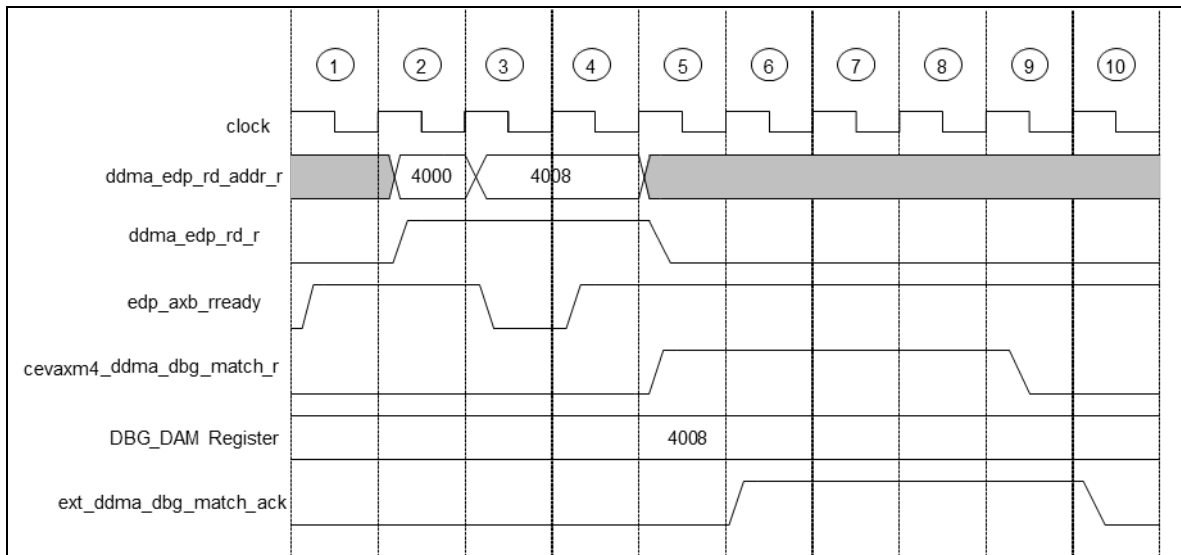 1 2 3 4 5 6 7 8 9 10
clock
ddma_edp_rd_addr_r 4000 4008
ddma_edp_rd_r
edp_axb_rready
cevaxm4_ddma_dbg_match_r
DBG_DAM Register 4008
ext_ddma_dbg_match_ack